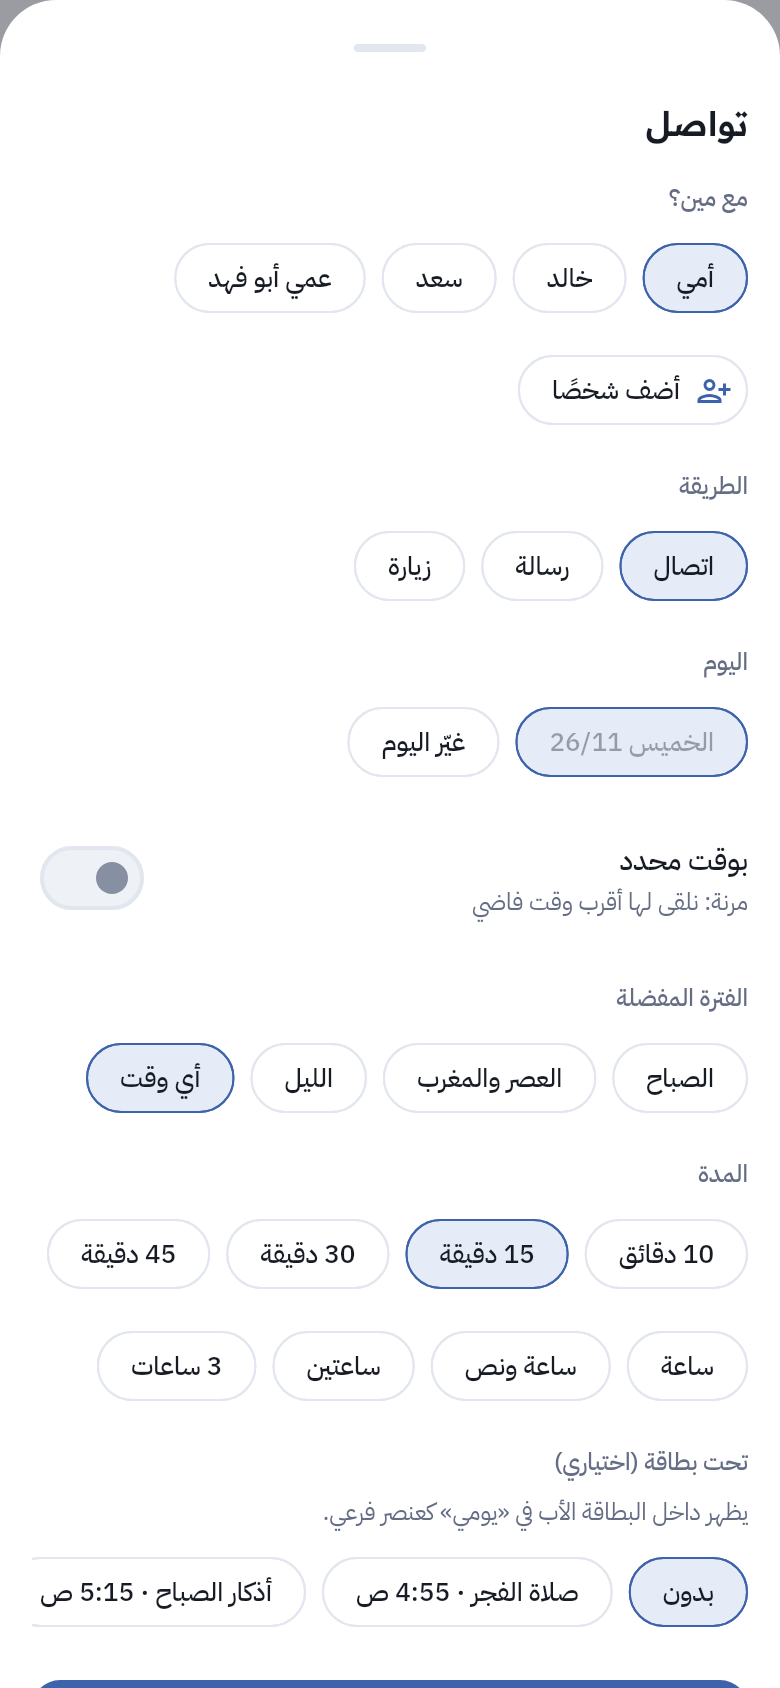 تواصل
مع مين؟
أمي خالد سعد عمي أبو فهد
أضف شخصًا
الطريقة
اتصال رسالة زيارة
اليوم
الخميس 26/11 غيّر اليوم
بوقت محدد
مرنة: نلقى لها أقرب وقت فاضي
الفترة المفضلة
الصباح العصر والمغرب الليل أي وقت
المدة
10 دقائق 15 دقيقة 30 دقيقة 45 دقيقة
ساعة ساعة ونص ساعتين 3 ساعات
تحت بطاقة (اختياري)
يظهر داخل البطاقة الأب في «يومي» كعنصر فرعي.
بدون صلاة الفجر · 4:55 ص أذكار الصباح · 5:15 ص